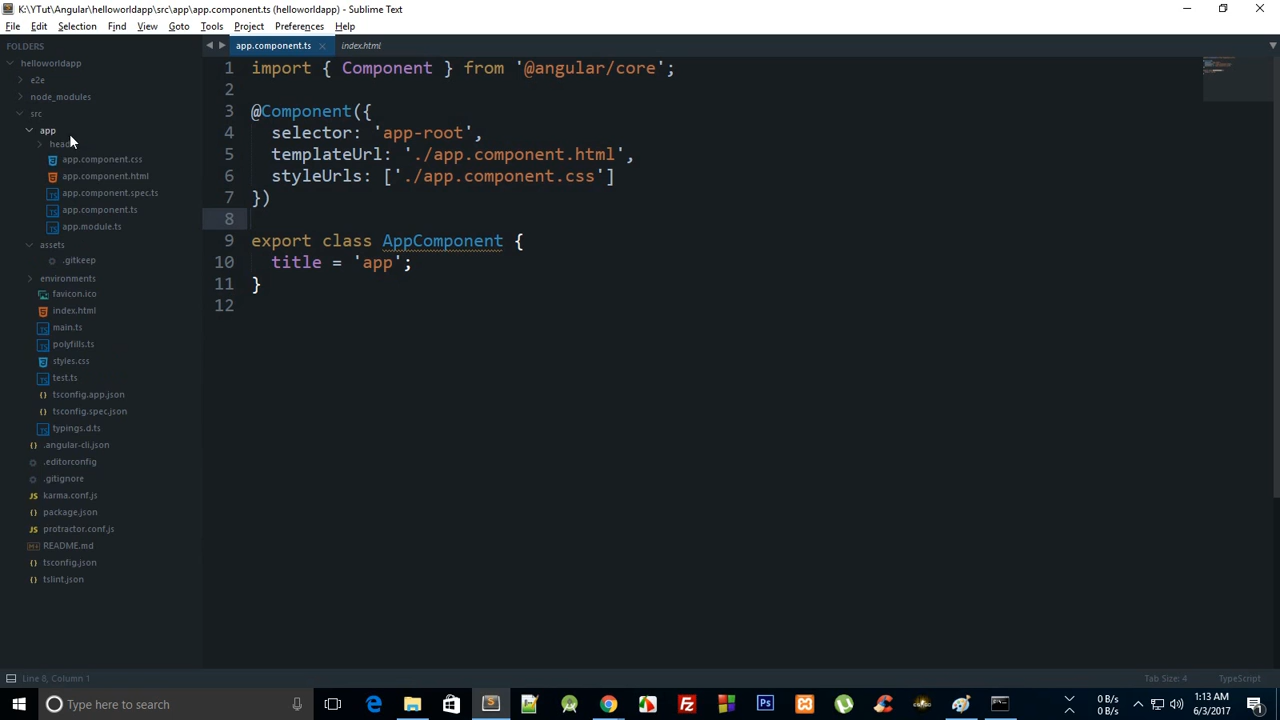 K:\YTut\Angular\helloworldapp\src\app\app.component.ts (helloworldapp) - Sublime Text
File Edit Selection Find View Goto Tools Project Preferences Help
FOLDERS
helloworldapp
e2e
node_modules
src
app
app.component.css
app.component.html
app.component.spec.ts
app.component.ts
app.module.ts
assets
.gitkeep
environments
favicon.ico
index.html
main.ts
polyfills.ts
styles.css
test.ts
tsconfig.app.json
tsconfig.spec.json
typings.d.ts
.angular-cli.json
.editorconfig
.gitignore
karma.conf.js
package.json
protractor.conf.js
README.md
tsconfig.json
tslint.json
app.component.ts index.html
1 import { Component } from '@angular/core';
2
3 @Component({
4 selector: 'app-root',
5 templateUrl: './app.component.html',
6 styleUrls: ['./app.component.css']
7 })
8
9 export class AppComponent {
10 title = 'app';
11 }
12
Line 8, Column 1 Tab Size: 4 TypeScript
Type here to search
0 B/s
0 B/s
1:13 AM
6/3/2017